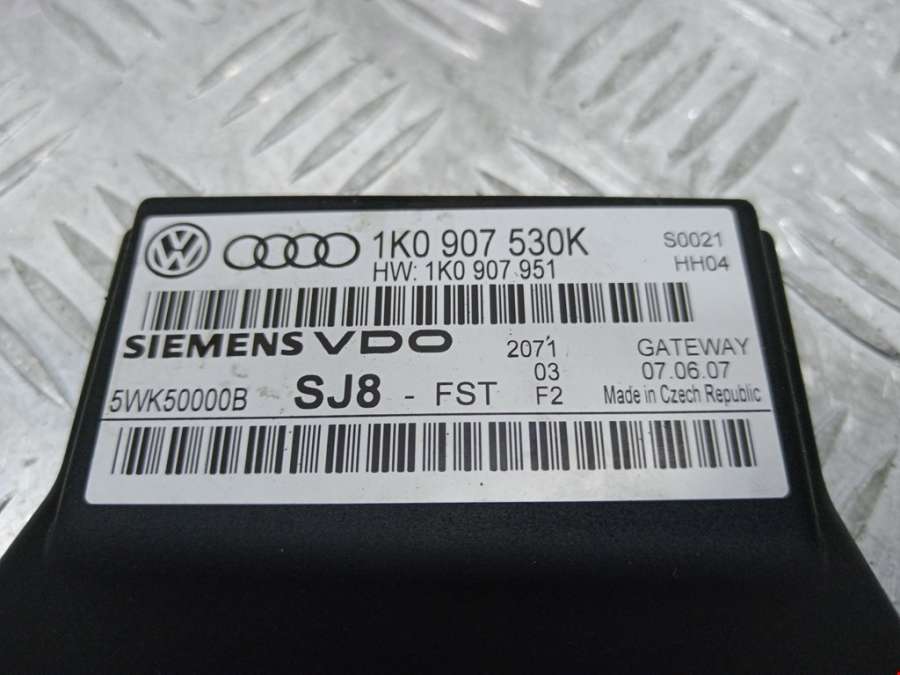 1K0 907 530K S0021
HW: 1K0 907 951 HH04
SIEMENS VDO 2071 GATEWAY
03 07.06.07
5WK50000B SJ8 - FST F2 Made in Czech Republic